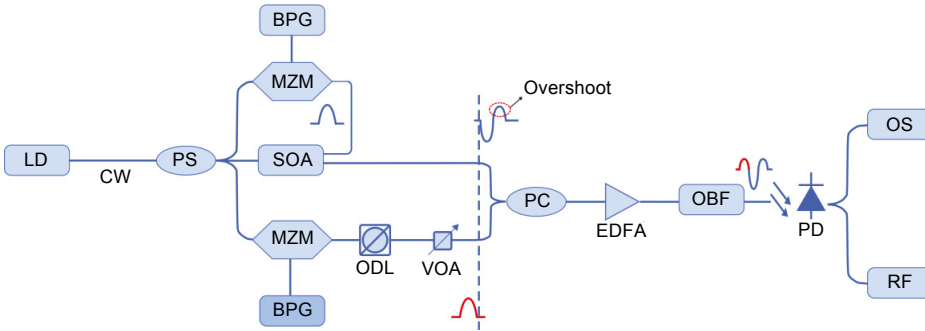 BPG
MZM
Overshoot
LD
CW
PS
SOA
PC
EDFA
OBF
PD
OS
MZM
ODL
VOA
BPG
RF